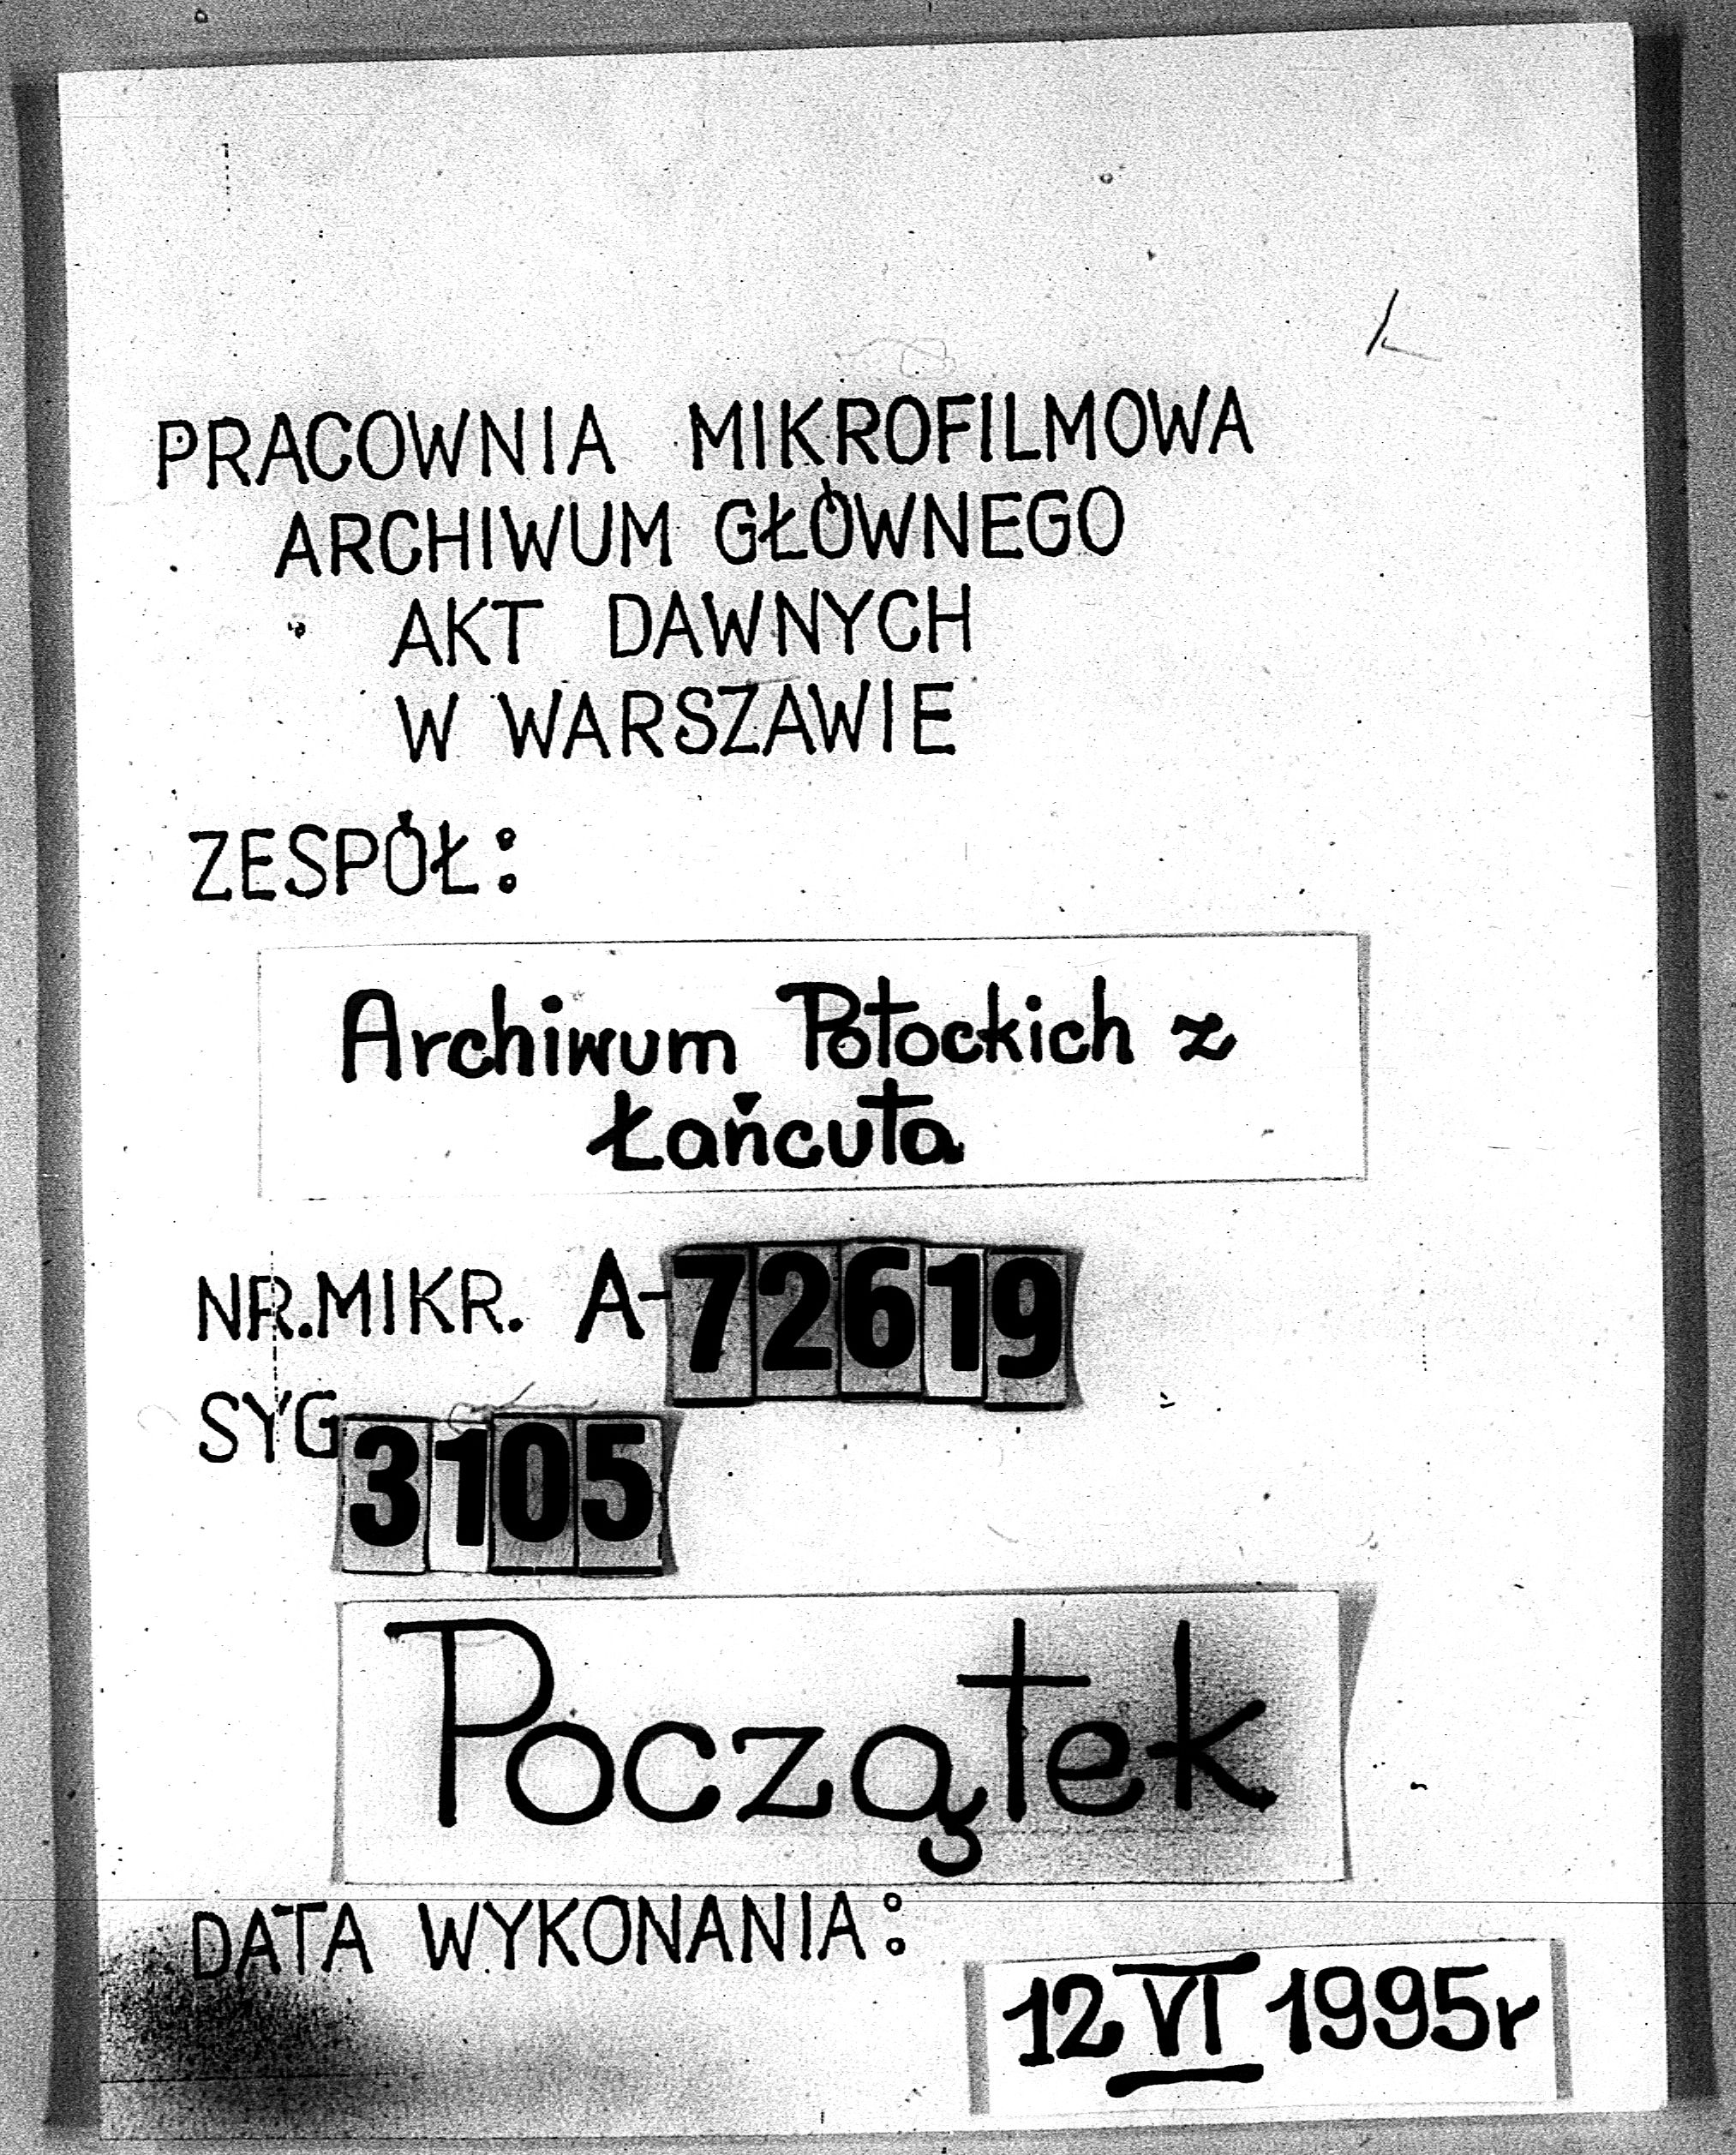 PRACOWNIA MIKROFILMOWA
ARCHIWUM GŁÓWNEGO
AKT DAWNYCH
W WARSZAWIE
ZESPÓŁ:
Archiwum Potockich z
Łańcuta
NR.MIKR. A-72619
SYG 3105
Początek
DATA WYKONANIA:
12 VI 1995r